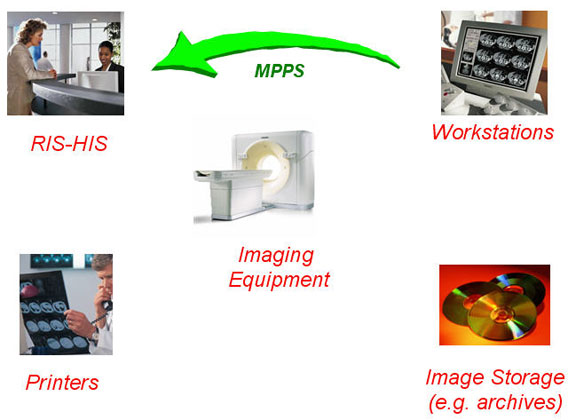 MPPS
RIS-HIS
Workstations
Imaging
Equipment
Printers
Image Storage
(e.g. archives)